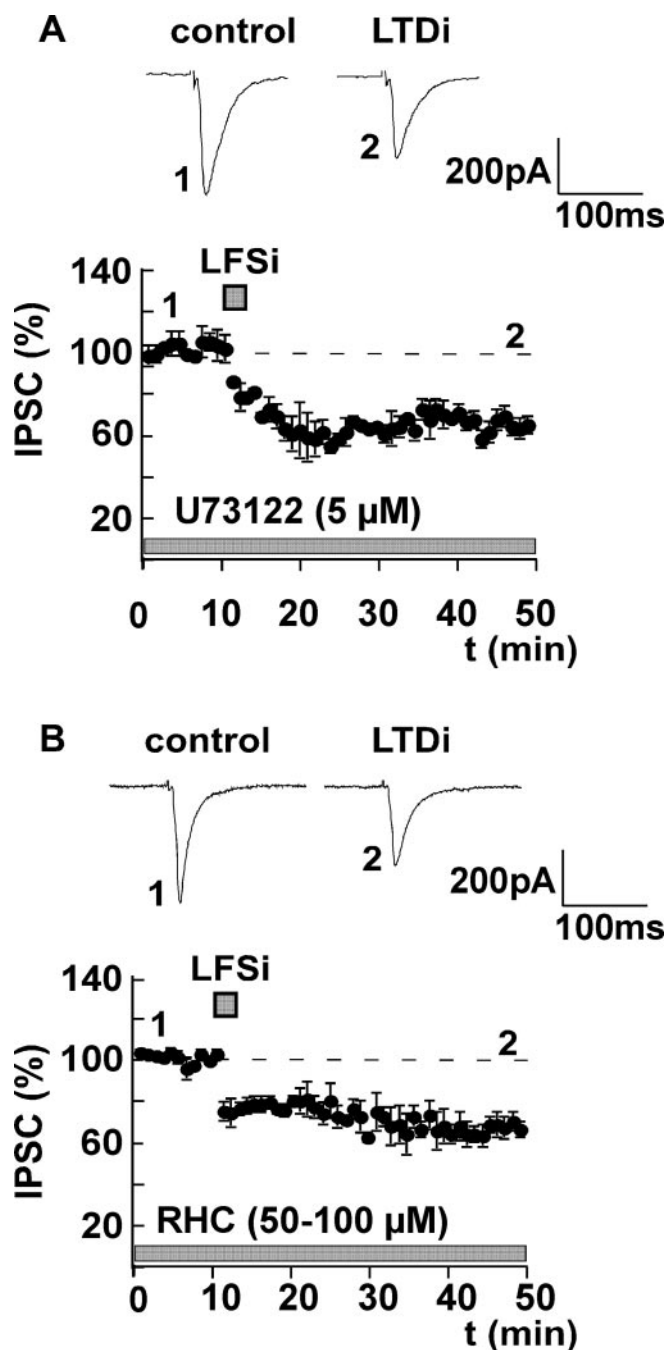 A
control LTDi
1
2
200pA
100ms
LFSi
140
1
2
100
IPSC (%)
60
20
U73122 (5 µM)
0 10 20 30 40 50
t (min)
B
control LTDi
1
2
200pA
100ms
LFSi
140
1
2
100
IPSC (%)
60
20
RHC (50-100 µM)
0 10 20 30 40 50
t (min)